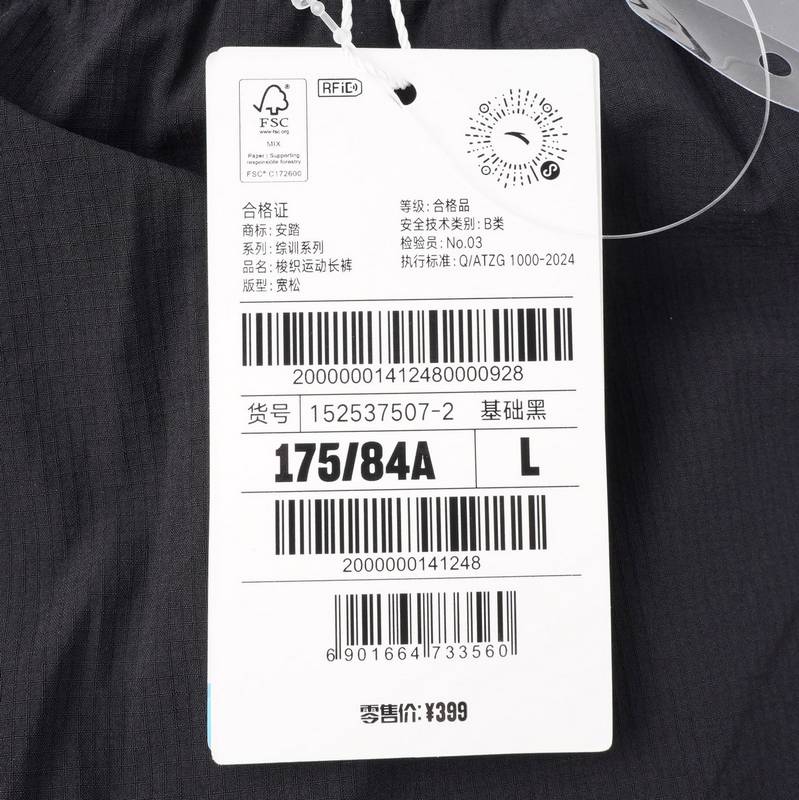 RFiD
FSC
www.fsc.org
MIX
Paper | Supporting
responsible forestry
FSC® C172600
合格证
商标: 安踏
系列: 综训系列
品名: 梭织运动长裤
版型: 宽松
等级: 合格品
安全技术类别: B类
检验员: No.03
执行标准: Q/ATZG 1000-2024
20000001412480000928
货号 152537507-2 基础黑
175/84A L
2000000141248
6 901664 733560
零售价: ¥399